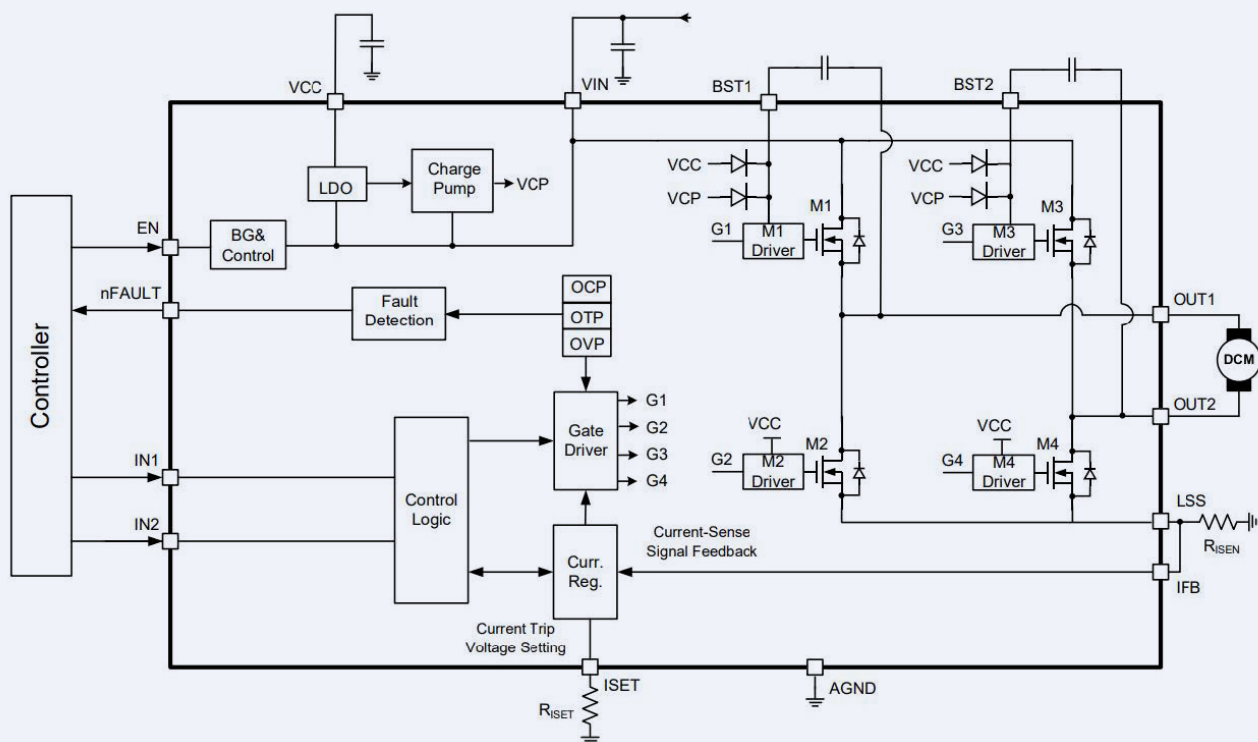 VCC
VIN
BST1
BST2
LDO
Charge
Pump
VCP
VCC
VCP
VCC
VCP
EN
BG&
Control
G1
M1
Driver
M1
G3
M3
Driver
M3
nFAULT
Fault
Detection
OCP
OTP
OVP
OUT1
DCM
OUT2
Controller
Gate
Driver
G1
G2
G3
G4
VCC
G2
M2
Driver
M2
VCC
G4
M4
Driver
M4
IN1
IN2
Control
Logic
Curr.
Reg.
Current-Sense
Signal Feedback
LSS
RISEN
IFB
Current Trip
Voltage Setting
ISET
RISET
AGND